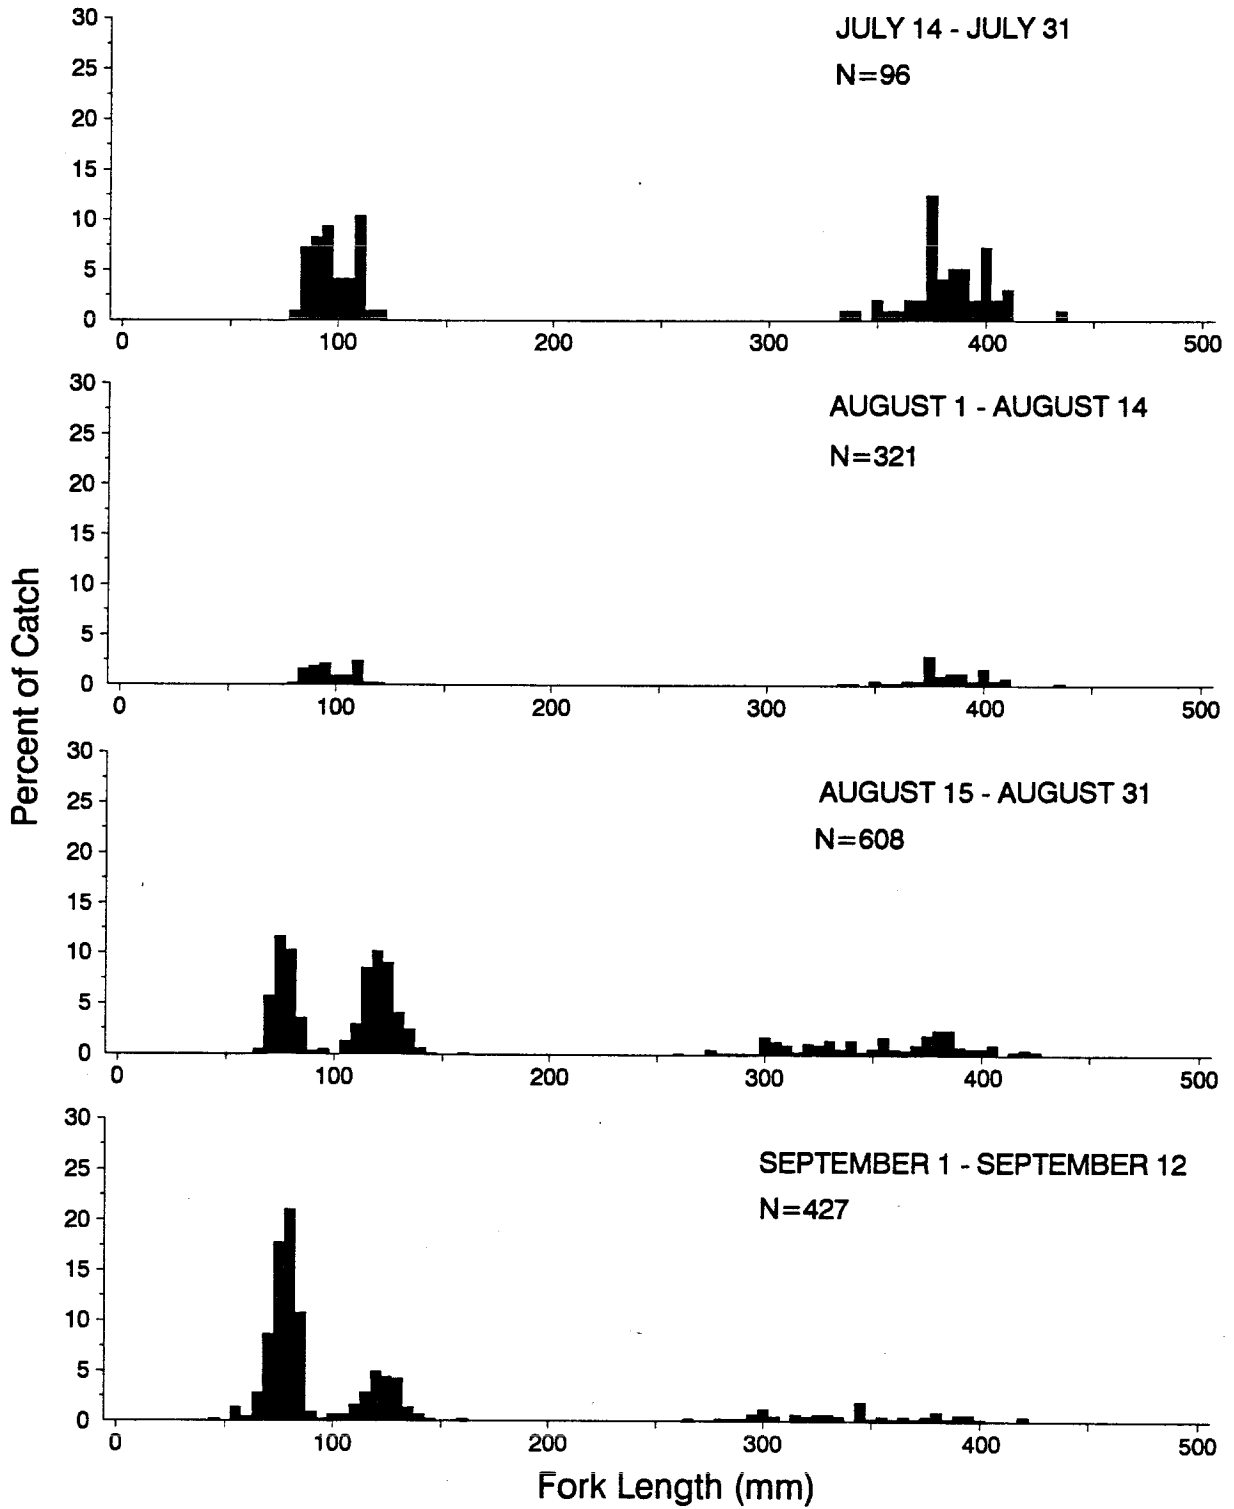 Percent of Catch
JULY 14 - JULY 31
N=96
30
25
20
15
10
5
0
0 100 200 300 400 500
AUGUST 1 - AUGUST 14
N=321
30
25
20
15
10
5
0
0 100 200 300 400 500
AUGUST 15 - AUGUST 31
N=608
30
25
20
15
10
5
0
0 100 200 300 400 500
SEPTEMBER 1 - SEPTEMBER 12
N=427
30
25
20
15
10
5
0
0 100 200 300 400 500
Fork Length (mm)